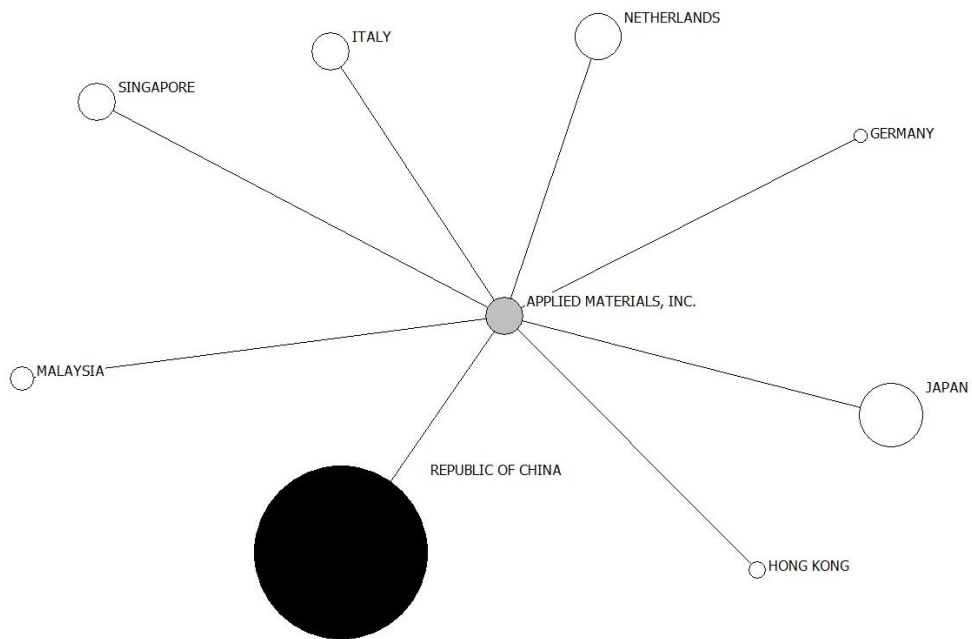 NETHERLANDS
ITALY
SINGAPORE
GERMANY
APPLIED MATERIALS, INC.
MALAYSIA
JAPAN
REPUBLIC OF CHINA
HONG KONG